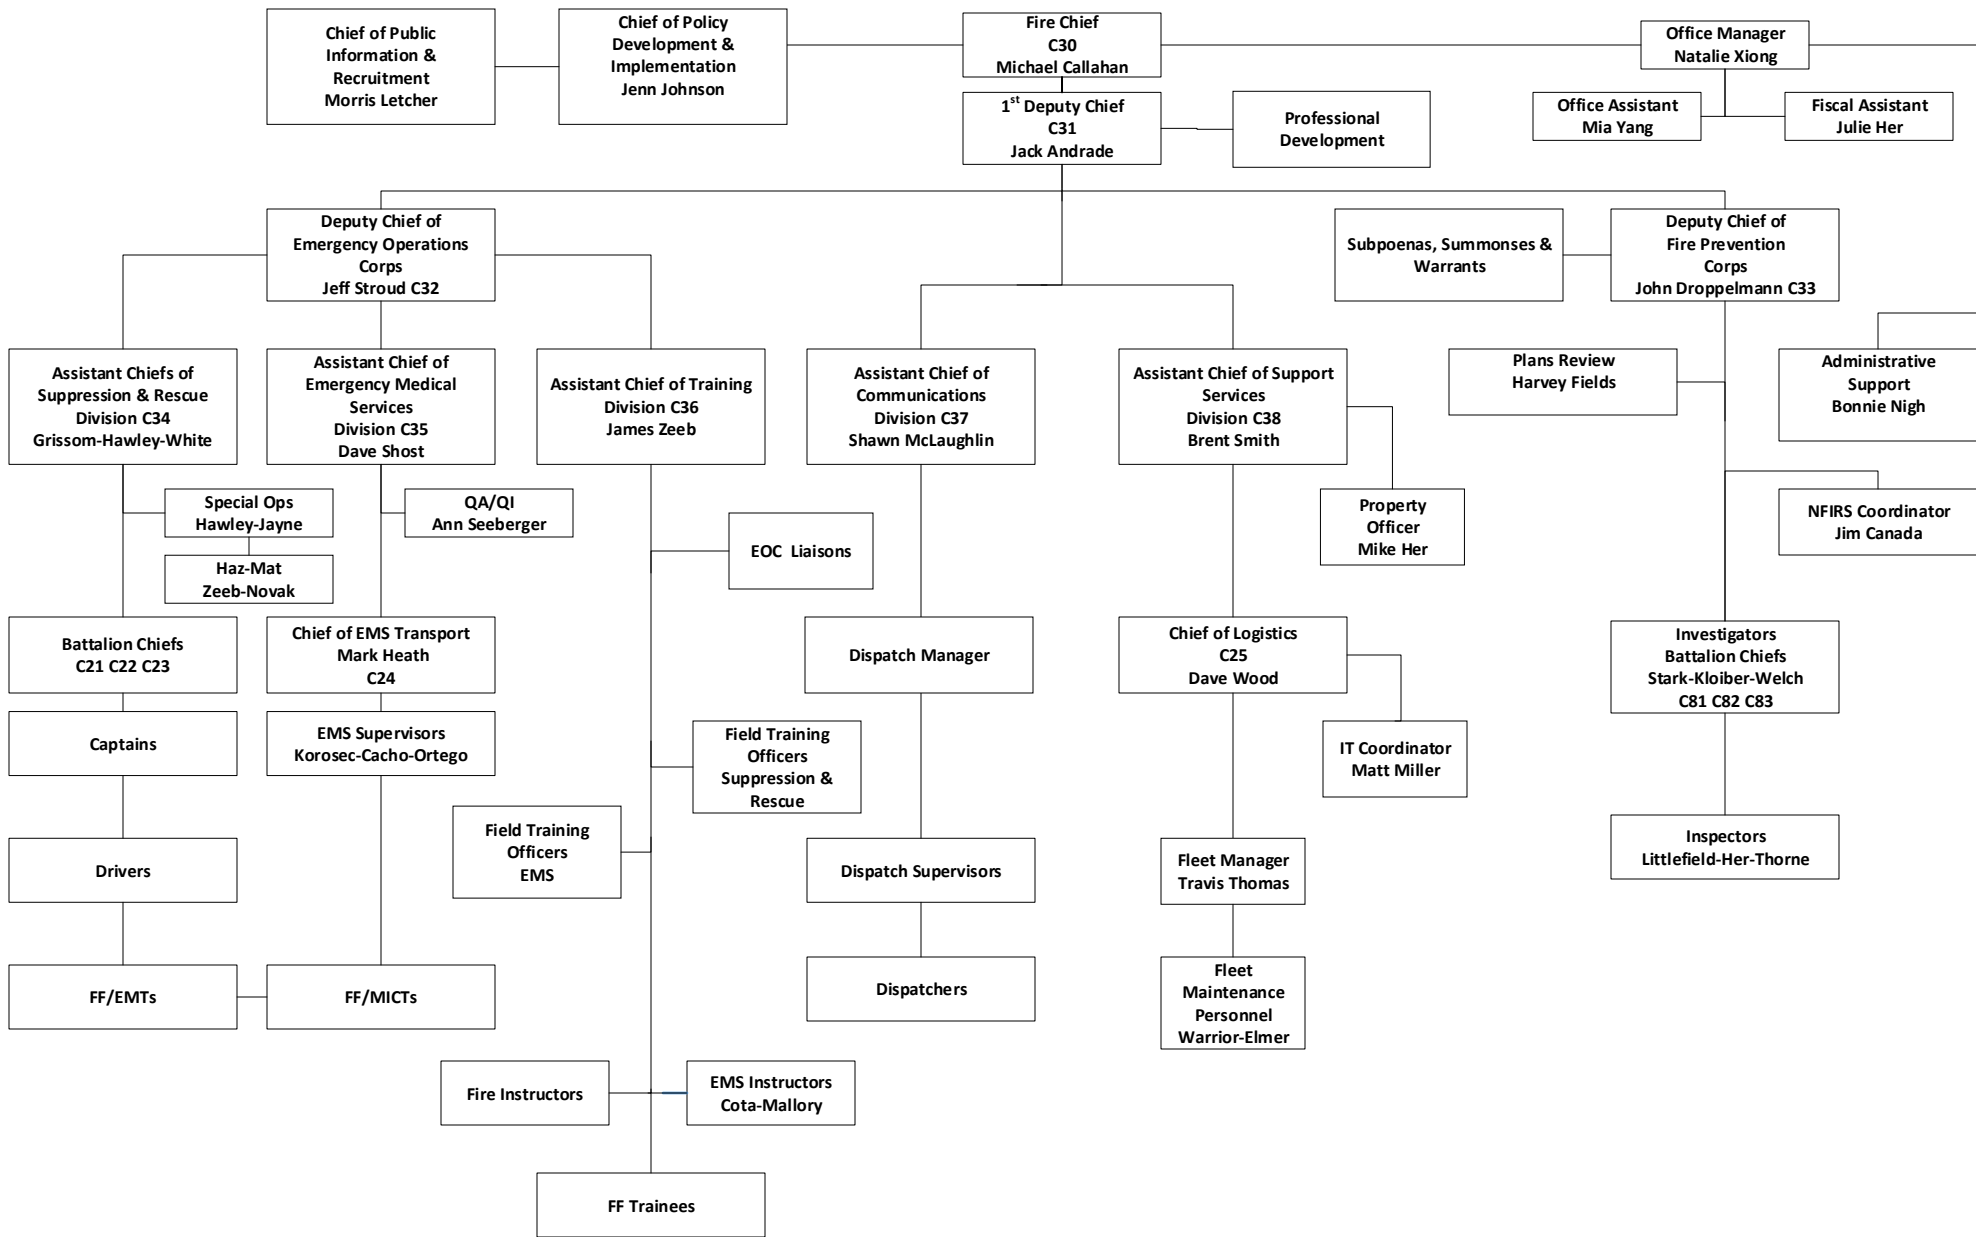 Chief of Public
Information &
Recruitment
Morris Letcher
Chief of Policy
Development &
Implementation
Jenn Johnson
Fire Chief
C30
Michael Callahan
Office Manager
Natalie Xiong
1st Deputy Chief
C31
Jack Andrade
Professional
Development
Office Assistant
Mia Yang
Fiscal Assistant
Julie Her
Deputy Chief of
Emergency Operations
Corps
Jeff Stroud C32
Subpoenas, Summonses &
Warrants
Deputy Chief of
Fire Prevention
Corps
John Droppelmann C33
Assistant Chiefs of
Suppression & Rescue
Division C34
Grissom-Hawley-White
Assistant Chief of
Emergency Medical
Services
Division C35
Dave Shost
Assistant Chief of Training
Division C36
James Zeeb
Assistant Chief of
Communications
Division C37
Shawn McLaughlin
Assistant Chief of Support
Services
Division C38
Brent Smith
Plans Review
Harvey Fields
Administrative
Support
Bonnie Nigh
Special Ops
Hawley-Jayne
QA/QI
Ann Seeberger
Property
Officer
Mike Her
NFIRS Coordinator
Jim Canada
EOC Liaisons
Haz-Mat
Zeeb-Novak
Battalion Chiefs
C21 C22 C23
Chief of EMS Transport
Mark Heath
C24
Dispatch Manager
Chief of Logistics
C25
Dave Wood
Investigators
Battalion Chiefs
Stark-Kloiber-Welch
C81 C82 C83
Captains
EMS Supervisors
Korosec-Cacho-Ortego
Field Training
Officers
Suppression &
Rescue
IT Coordinator
Matt Miller
Field Training
Officers
EMS
Drivers
Dispatch Supervisors
Fleet Manager
Travis Thomas
Inspectors
Littlefield-Her-Thorne
FF/EMTs
FF/MICTs
Dispatchers
Fleet
Maintenance
Personnel
Warrior-Elmer
Fire Instructors
EMS Instructors
Cota-Mallory
FF Trainees